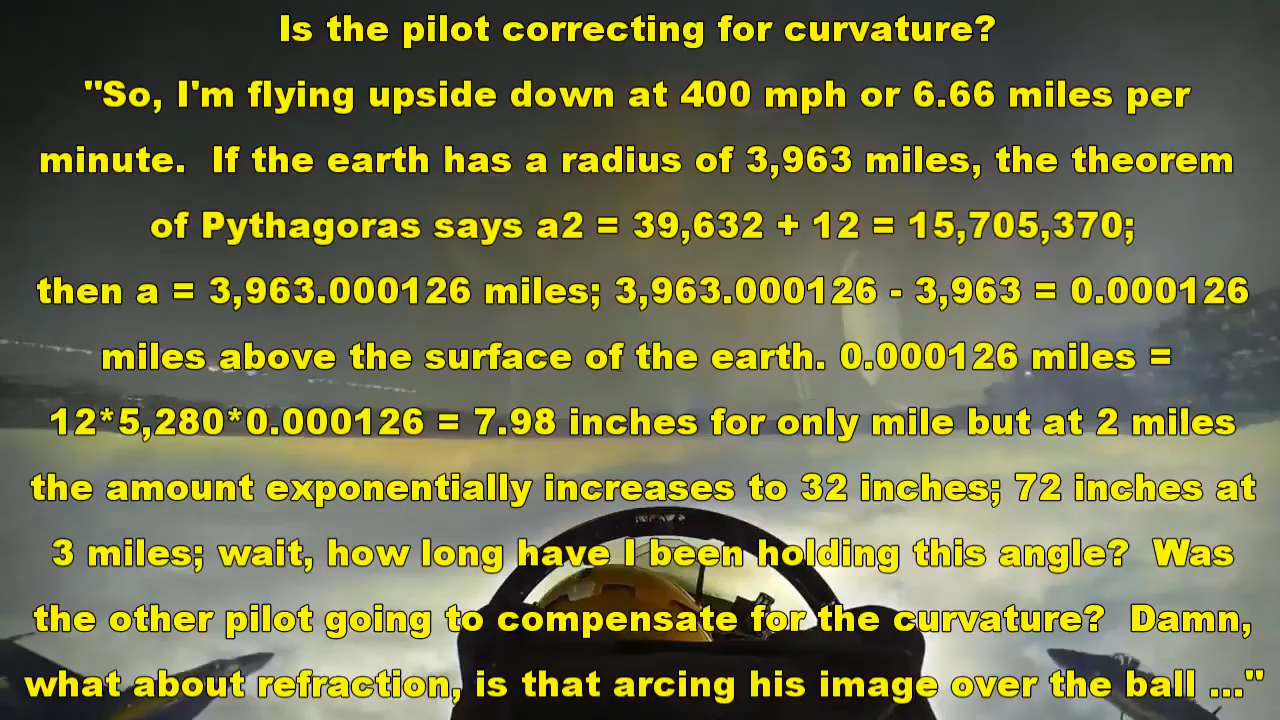 Is the pilot correcting for curvature?
"So, I'm flying upside down at 400 mph or 6.66 miles per
minute.  If the earth has a radius of 3,963 miles, the theorem
of Pythagoras says a2 = 39,632 + 12 = 15,705,370;
then a = 3,963.000126 miles; 3,963.000126 - 3,963 = 0.000126
miles above the surface of the earth. 0.000126 miles =
12*5,280*0.000126 = 7.98 inches for only mile but at 2 miles
the amount exponentially increases to 32 inches; 72 inches at
3 miles; wait, how long have I been holding this angle?  Was
the other pilot going to compensate for the curvature?  Damn,
what about refraction, is that arcing his image over the ball ..."